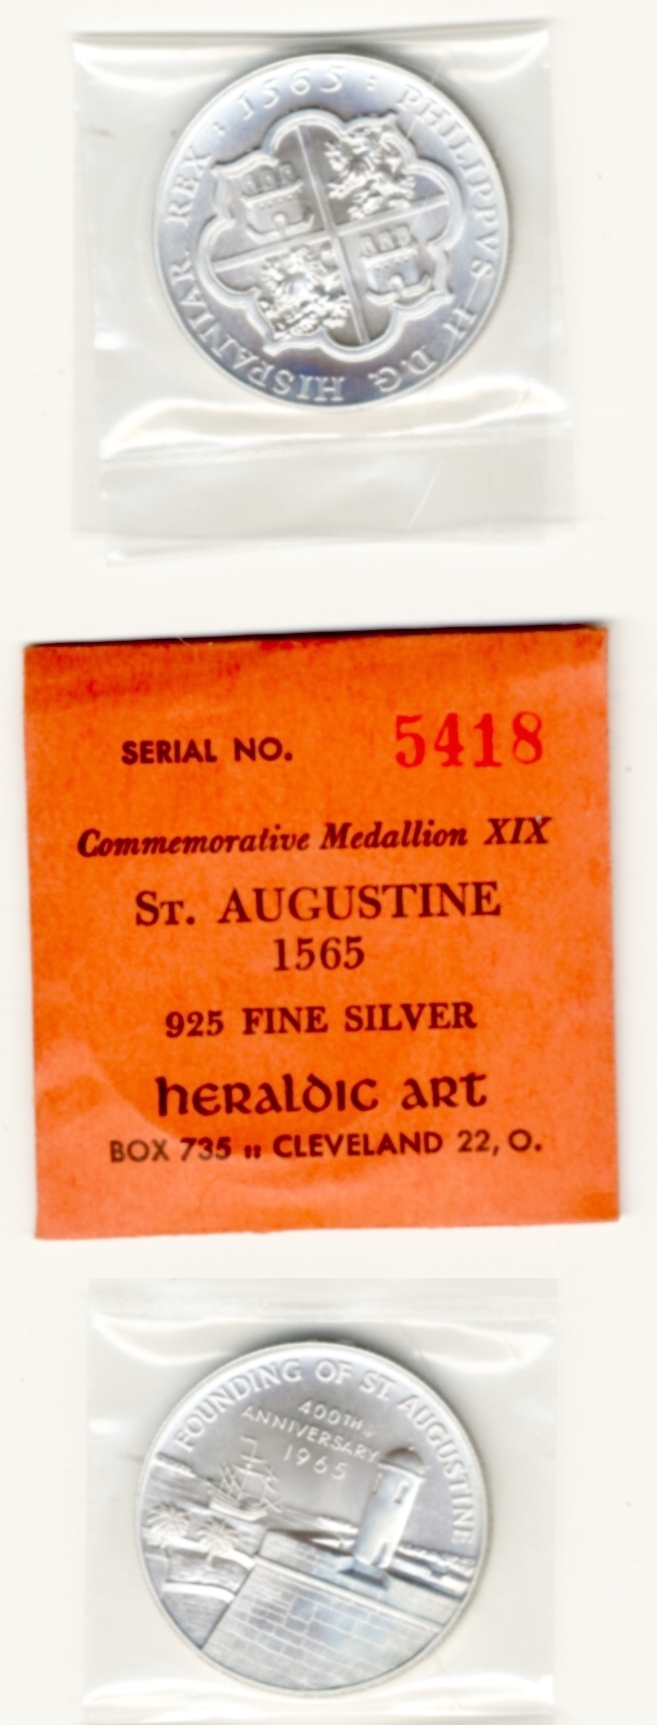 PHILIPPVS II D.G. HISPANIAR. REX : 1565 :
SERIAL NO. 5418
Commemorative Medallion XIX
ST. AUGUSTINE
1565
925 FINE SILVER
heraldic art
BOX 735 :: CLEVELAND 22, O.
FOUNDING OF ST. AUGUSTINE
400TH
ANNIVERSARY
1965